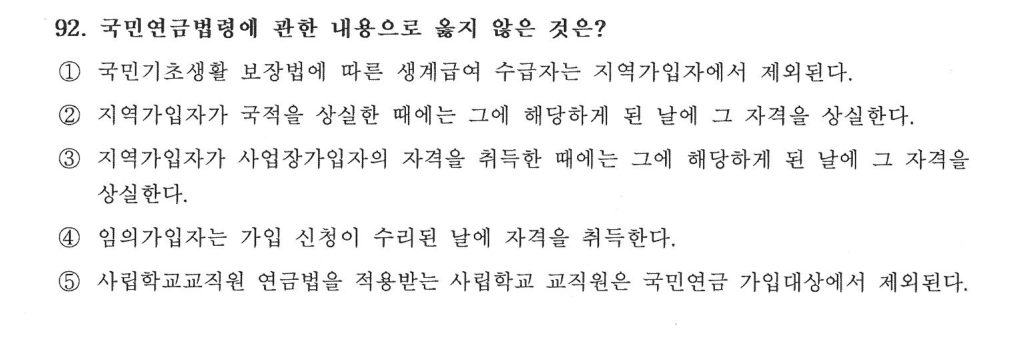 92. 국민연금법령에 관한 내용으로 옳지 않은 것은?
① 국민기초생활 보장법에 따른 생계급여 수급자는 지역가입자에서 제외된다.
② 지역가입자가 국적을 상실한 때에는 그에 해당하게 된 날에 그 자격을 상실한다.
③ 지역가입자가 사업장가입자의 자격을 취득한 때에는 그에 해당하게 된 날에 그 자격을
상실한다.
④ 임의가입자는 가입 신청이 수리된 날에 자격을 취득한다.
⑤ 사립학교교직원 연금법을 적용받는 사립학교 교직원은 국민연금 가입대상에서 제외된다.